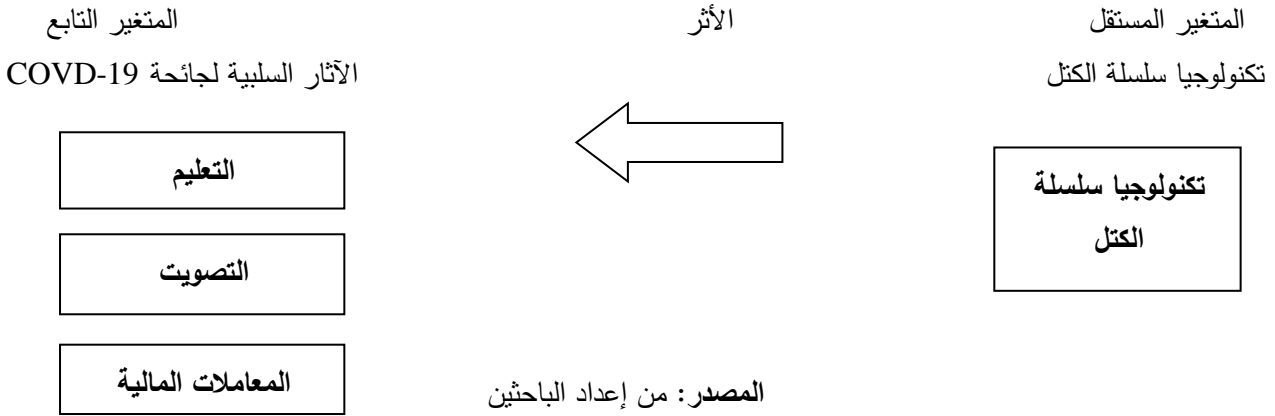 المتغير المستقل
الأثر
المتغير التابع
تكنولوجيا سلسلة الكتل
الآثار السلبية لجائحة COVD-19
تكنولوجيا سلسلة
الكتل
التعليم
التصويت
المعاملات المالية
المصدر: من إعداد الباحثين